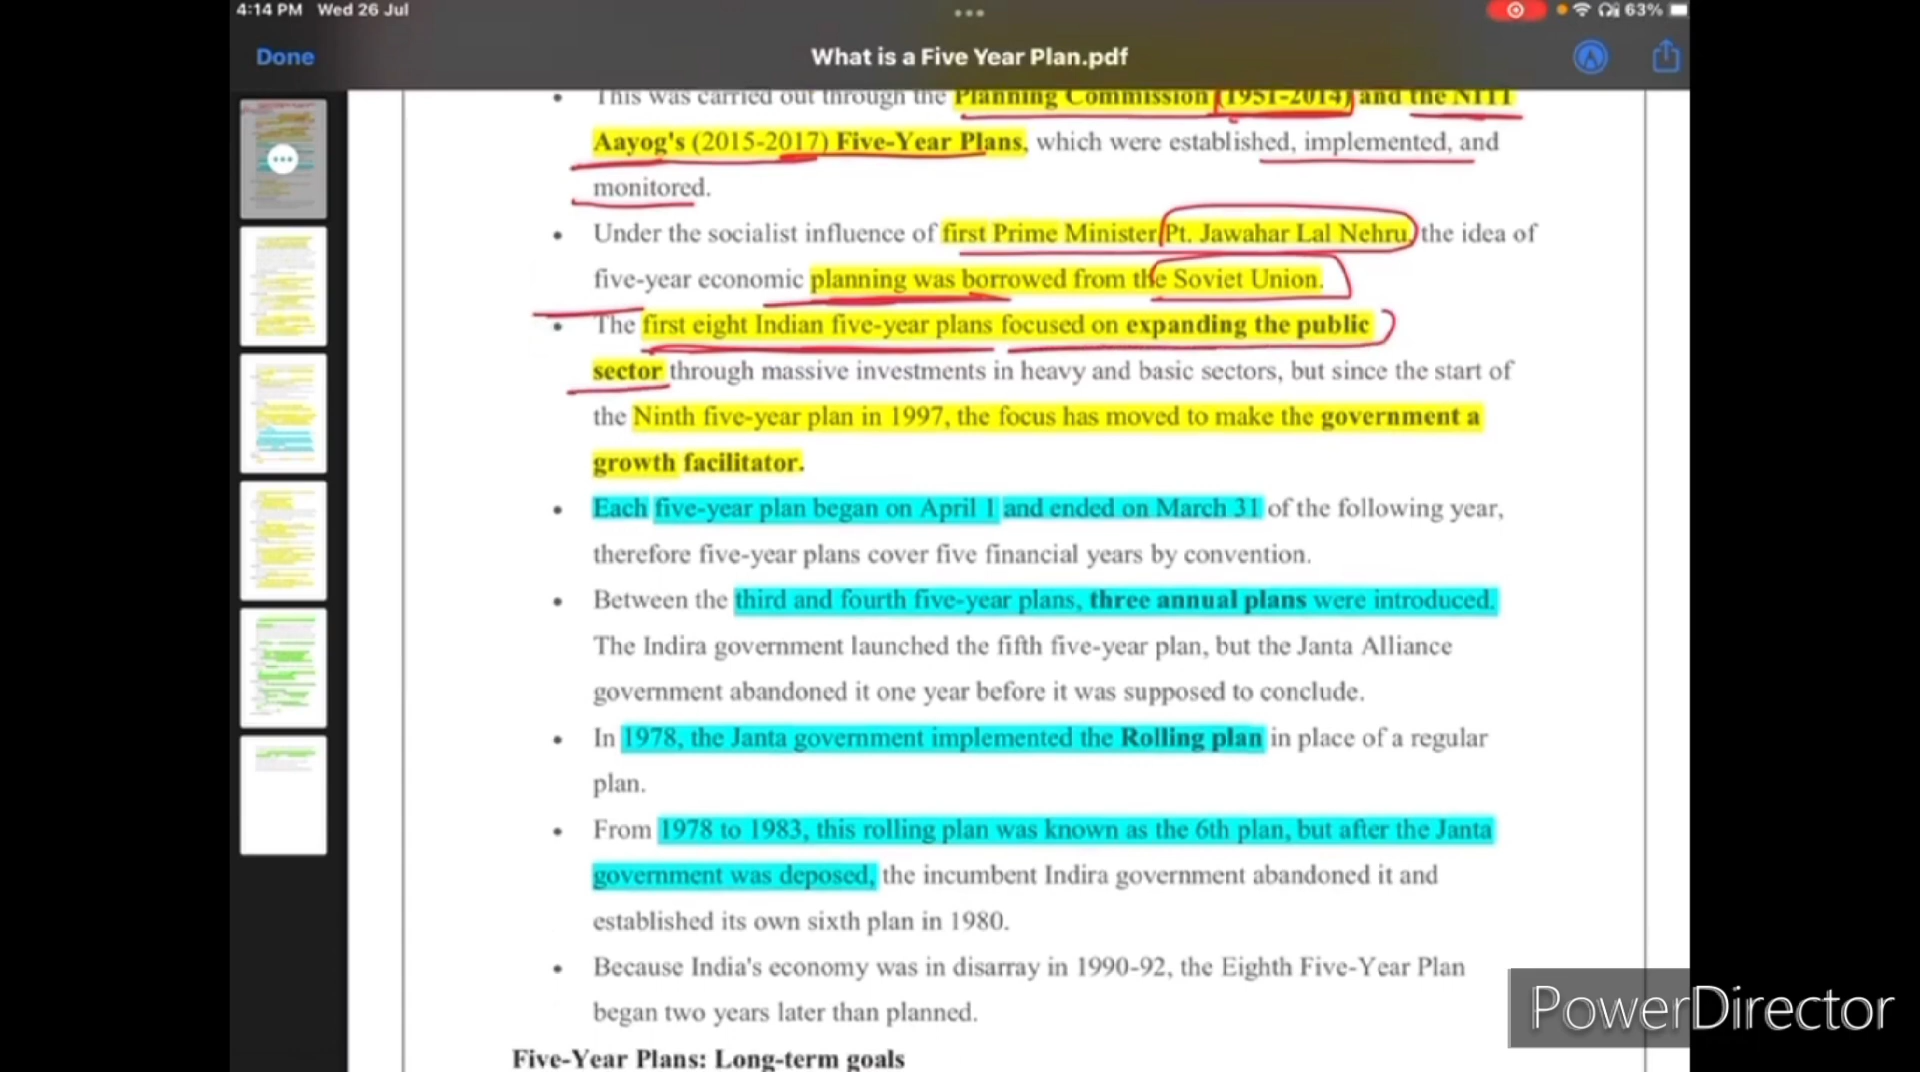 4:14 PM Wed 26 Jul
63%
Done
What is a Five Year Plan.pdf
This was carried out through the Planning Commission (1951-2014) and the NITI
Aayog's (2015-2017) Five-Year Plans, which were established, implemented, and
monitored.
Under the socialist influence of first Prime Minister Pt. Jawahar Lal Nehru, the idea of
five-year economic planning was borrowed from the Soviet Union.
The first eight Indian five-year plans focused on expanding the public
sector through massive investments in heavy and basic sectors, but since the start of
the Ninth five-year plan in 1997, the focus has moved to make the government a
growth facilitator.
Each five-year plan began on April 1 and ended on March 31 of the following year,
therefore five-year plans cover five financial years by convention.
Between the third and fourth five-year plans, three annual plans were introduced.
The Indira government launched the fifth five-year plan, but the Janta Alliance
government abandoned it one year before it was supposed to conclude.
In 1978, the Janta government implemented the Rolling plan in place of a regular
plan.
From 1978 to 1983, this rolling plan was known as the 6th plan, but after the Janta
government was deposed, the incumbent Indira government abandoned it and
established its own sixth plan in 1980.
Because India's economy was in disarray in 1990-92, the Eighth Five-Year Plan
began two years later than planned.
PowerDirector
Five-Year Plans: Long-term goals